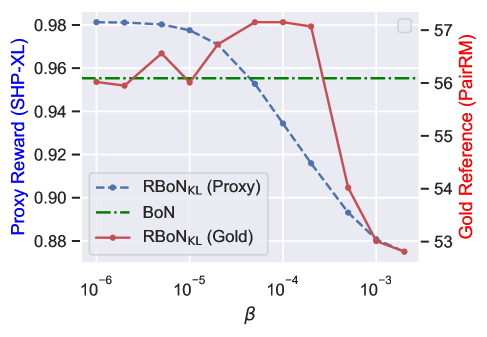 Proxy Reward (SHP-XL)
0.98
0.96
0.94
0.92
0.90
0.88
57
56
55
54
53
Gold Reference (PairRM)
RBoN_KL (Proxy)
BoN
RBoN_KL (Gold)
10^−6
10^−5
10^−4
10^−3
β